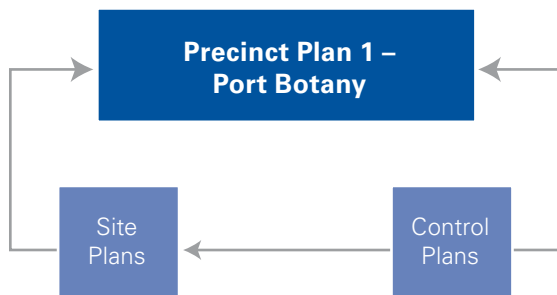 Precinct Plan 1 –
Port Botany
Site
Plans
Control
Plans